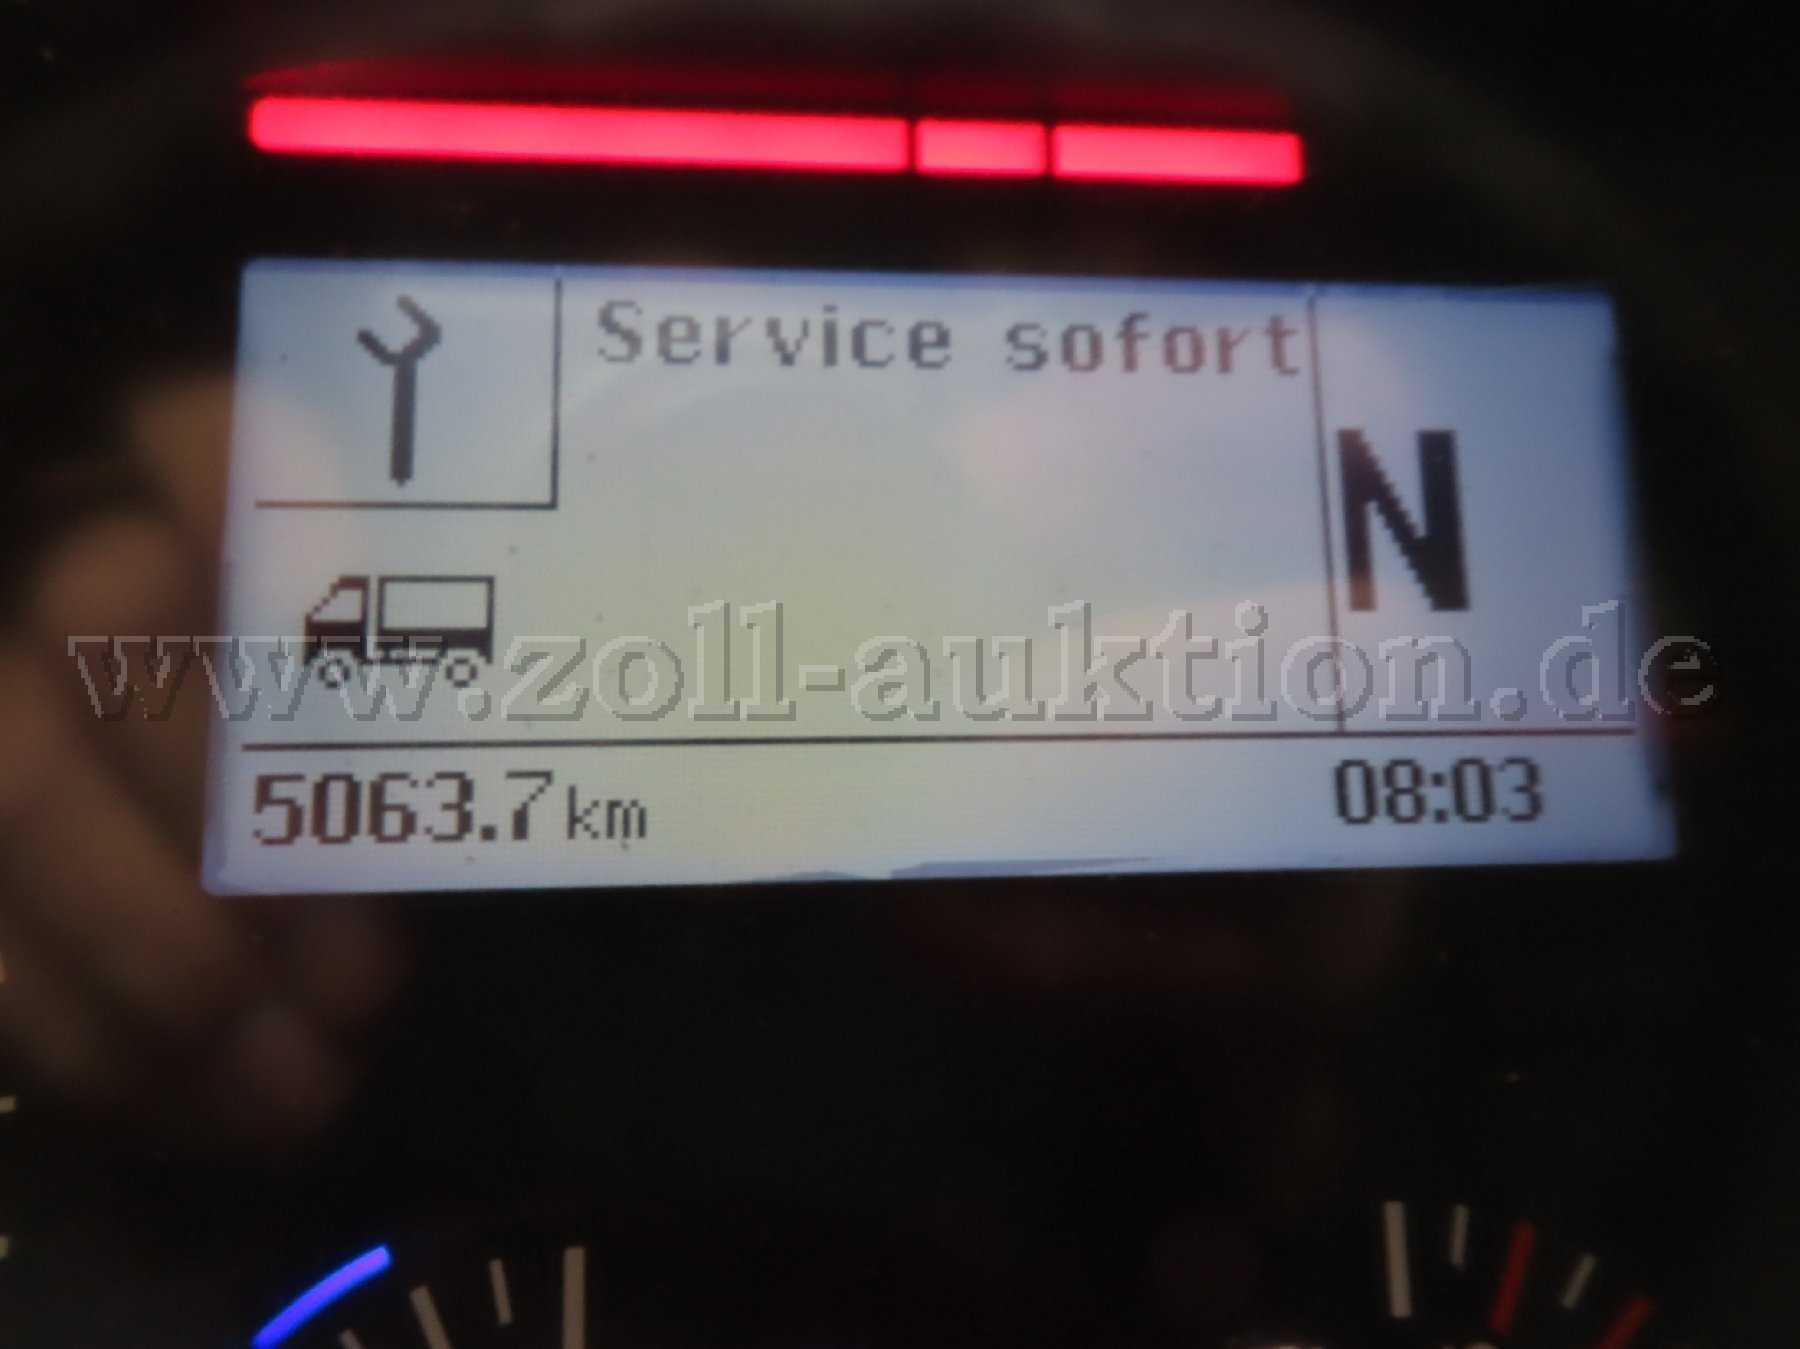 Service sofort
N
www.zoll-auktion.de
5063.7 km
08:03